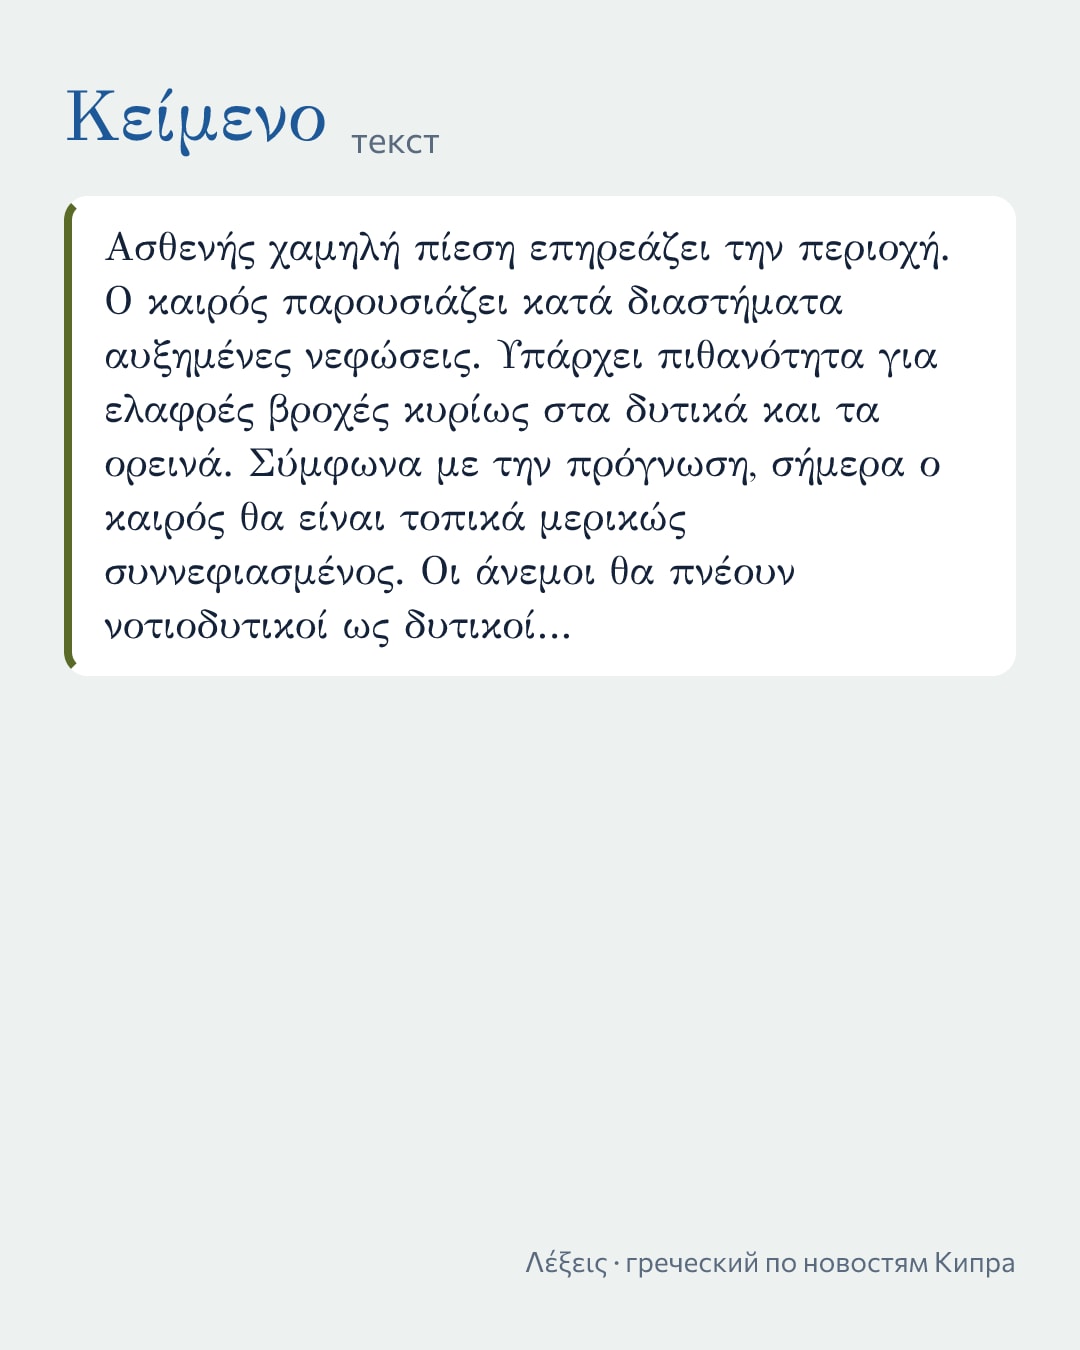 Κείμενο текст
Ασθενής χαμηλή πίεση επηρεάζει την περιοχή.
Ο καιρός παρουσιάζει κατά διαστήματα
αυξημένες νεφώσεις. Υπάρχει πιθανότητα για
ελαφρές βροχές κυρίως στα δυτικά και τα
ορεινά. Σύμφωνα με την πρόγνωση, σήμερα ο
καιρός θα είναι τοπικά μερικώς
συννεφιασμένος. Οι άνεμοι θα πνέουν
νοτιοδυτικοί ως δυτικοί...
Λέξεις · греческий по новостям Кипра